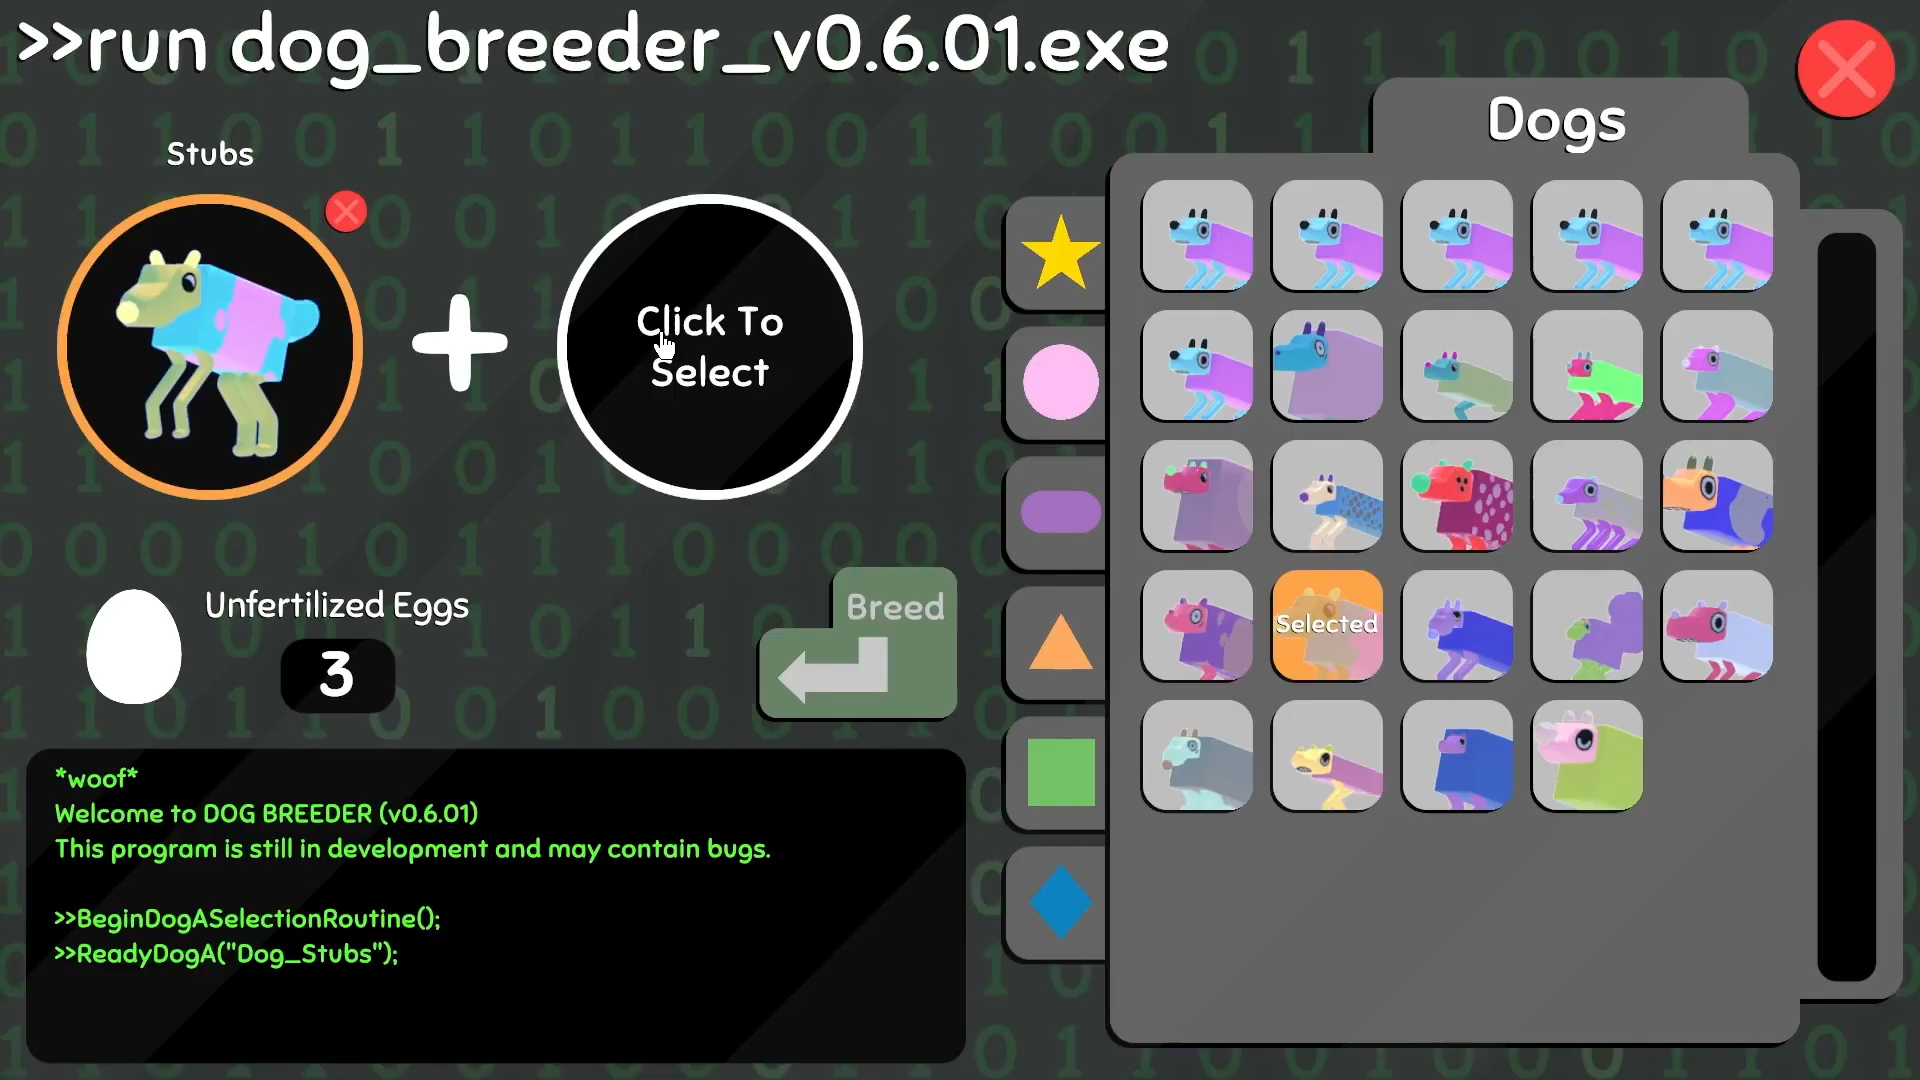 >>run dog_breeder_v0.6.01.exe
Dogs
Stubs
Click To
Select
Unfertilized Eggs
3
Breed
Selected
*woof*
Welcome to DOG BREEDER (v0.6.01)
This program is still in development and may contain bugs.
>>BeginDogASelectionRoutine();
>>ReadyDogA("Dog_Stubs");